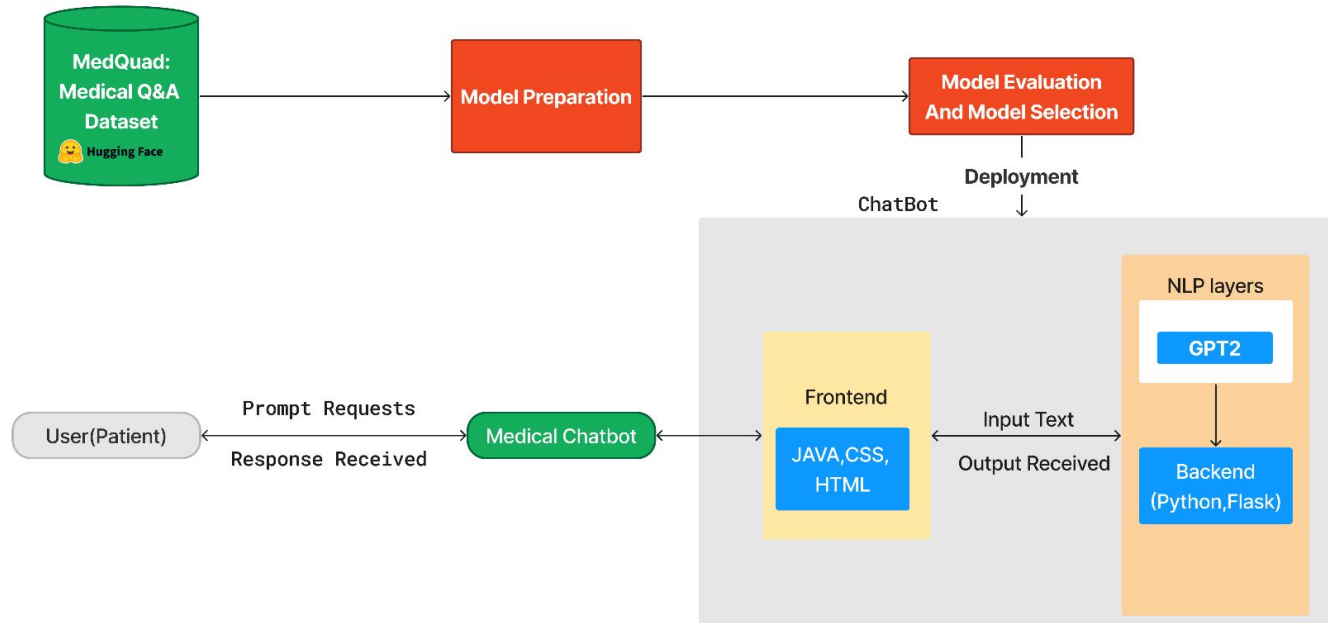 MedQuad:
Medical Q&A
Dataset
Hugging Face
Model Preparation
Model Evaluation
And Model Selection
Deployment
ChatBot
NLP layers
GPT2
Frontend
JAVA,CSS,
HTML
Input Text
Output Received
Backend
(Python,Flask)
User(Patient)
Prompt Requests
Response Received
Medical Chatbot